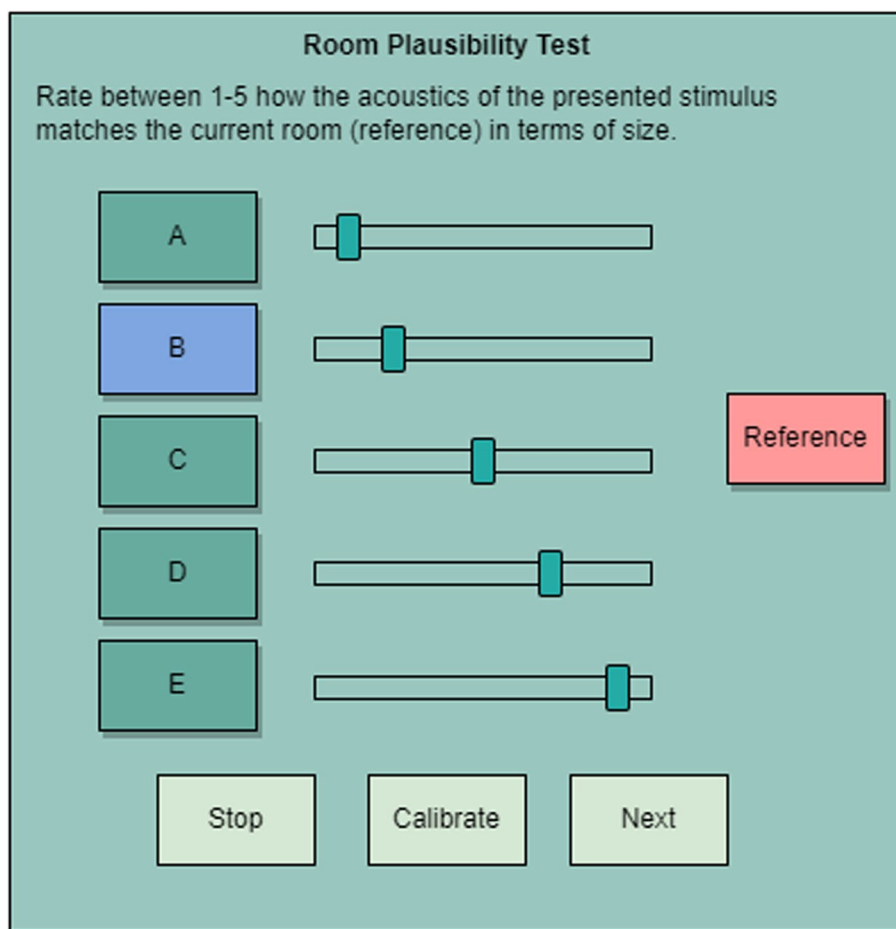 Room Plausibility Test
Rate between 1-5 how the acoustics of the presented stimulus
matches the current room (reference) in terms of size.
A
B
C
Reference
D
E
Stop
Calibrate
Next